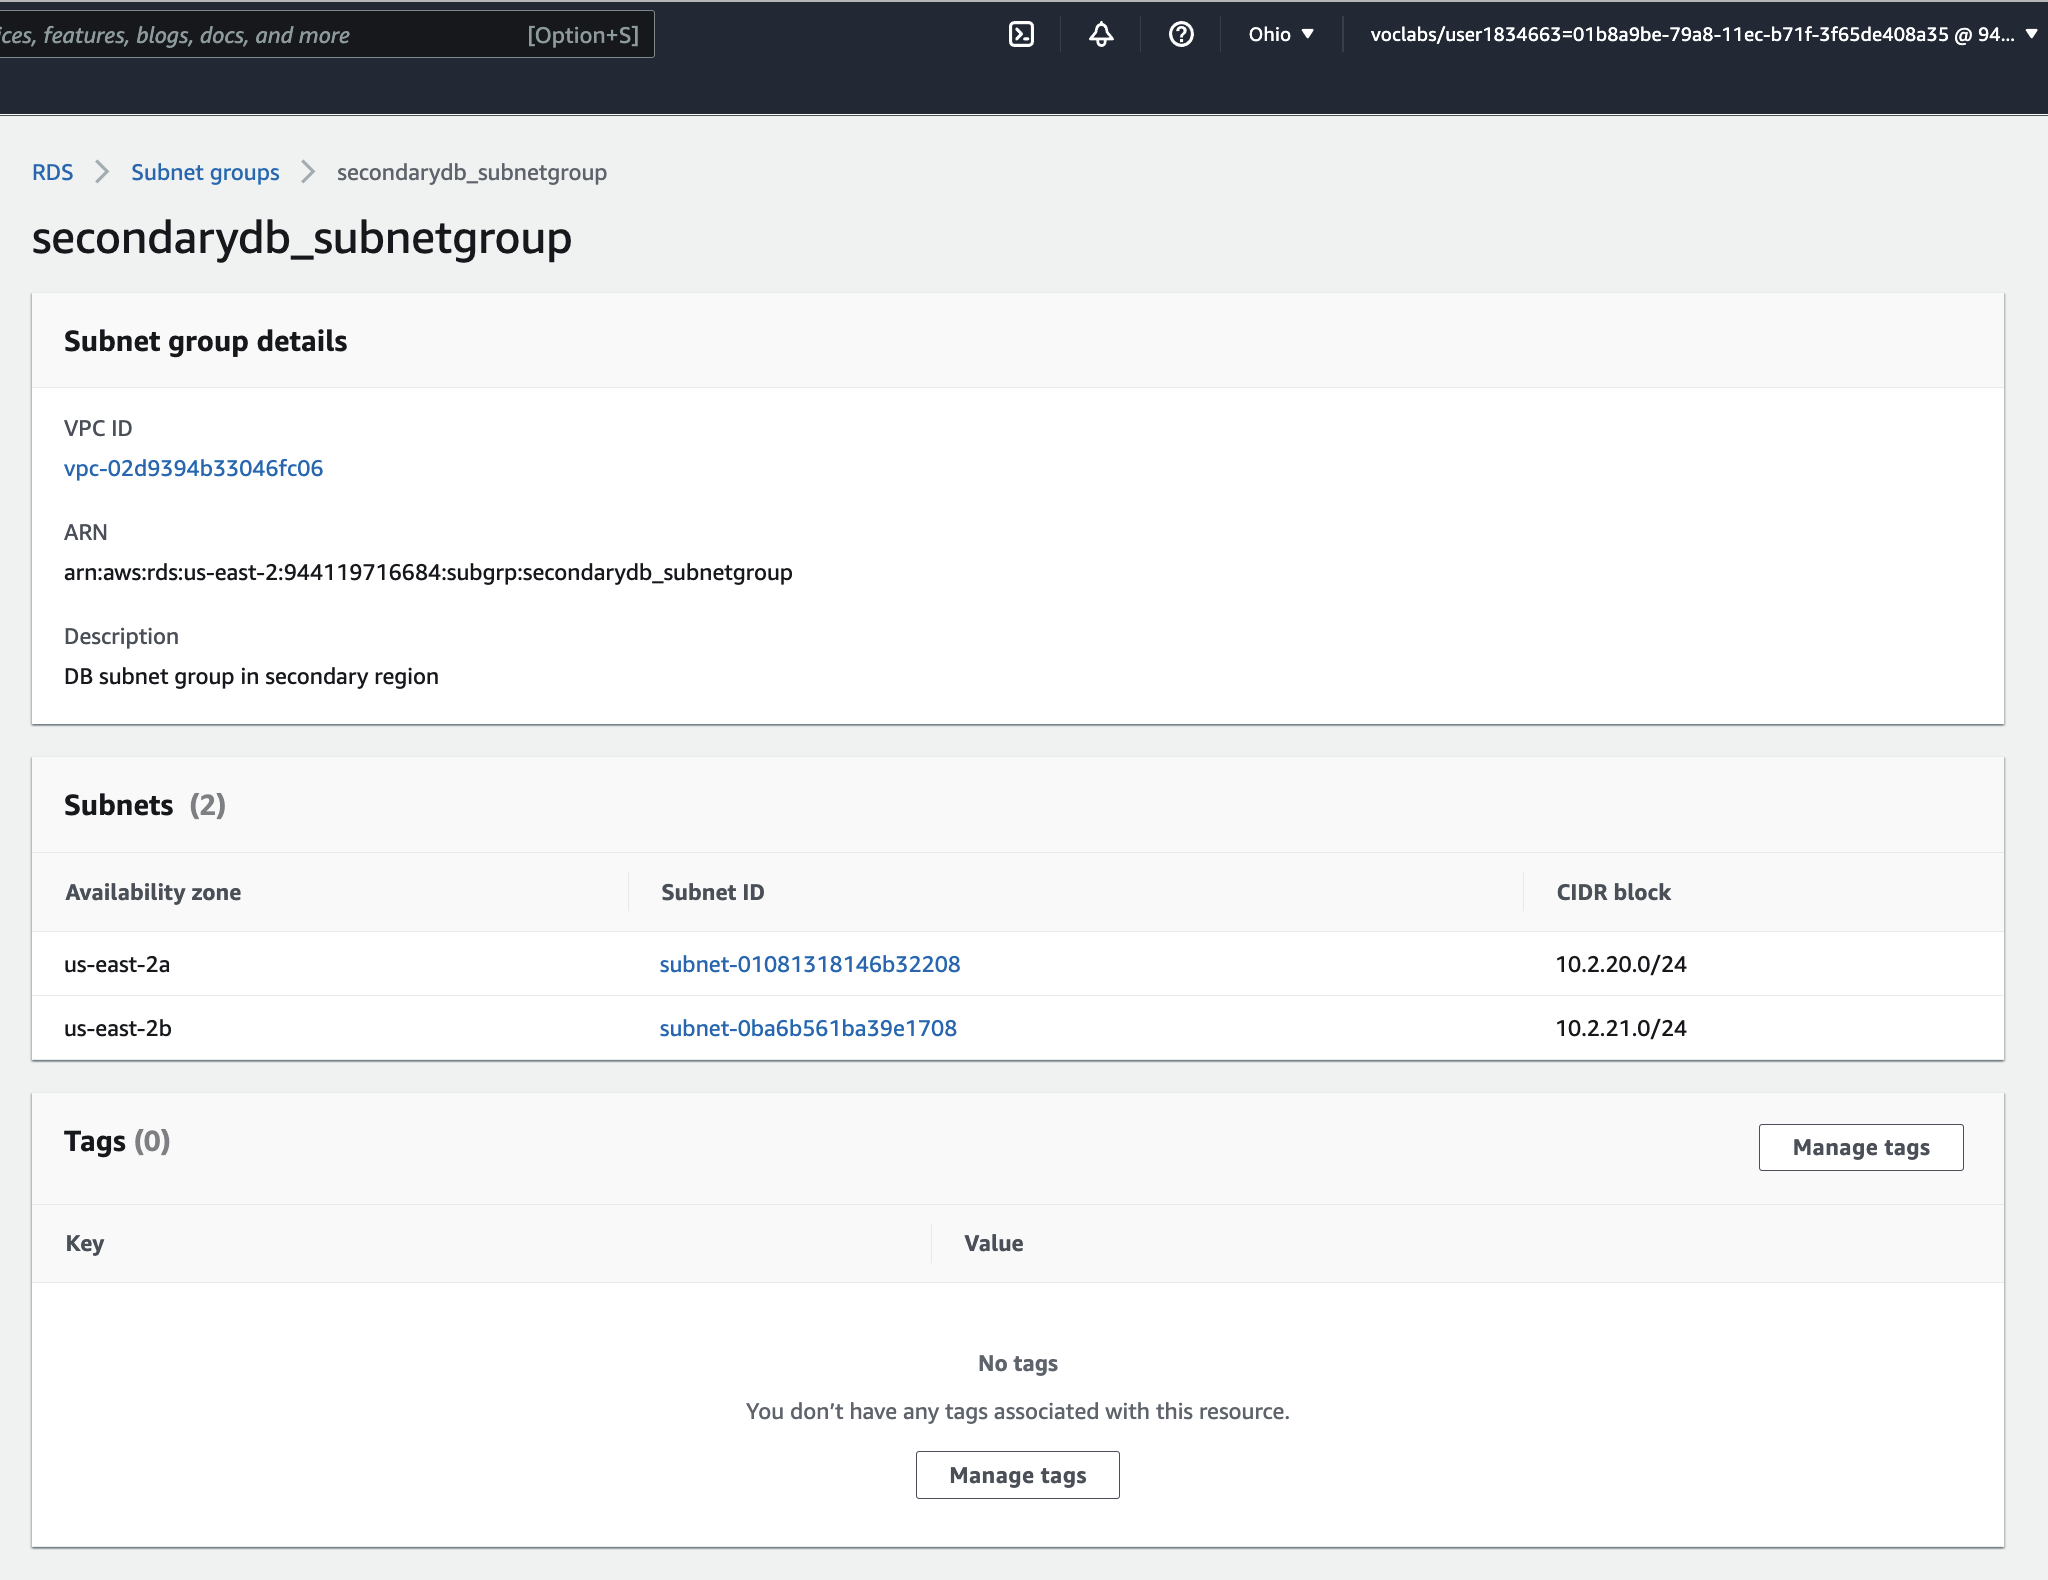 ces, features, blogs, docs, and more [Option+S] Ohio voclabs/user1834663=01b8a9be-79a8-11ec-b71f-3f65de408a35 @ 94...
RDS Subnet groups secondarydb_subnetgroup
secondarydb_subnetgroup
Subnet group details
VPC ID
vpc-02d9394b33046fc06
ARN
arn:aws:rds:us-east-2:944119716684:subgrp:secondarydb_subnetgroup
Description
DB subnet group in secondary region
Subnets (2)
Availability zone Subnet ID CIDR block
us-east-2a subnet-01081318146b32208 10.2.20.0/24
us-east-2b subnet-0ba6b561ba39e1708 10.2.21.0/24
Tags (0) Manage tags
Key Value
No tags
You don't have any tags associated with this resource.
Manage tags